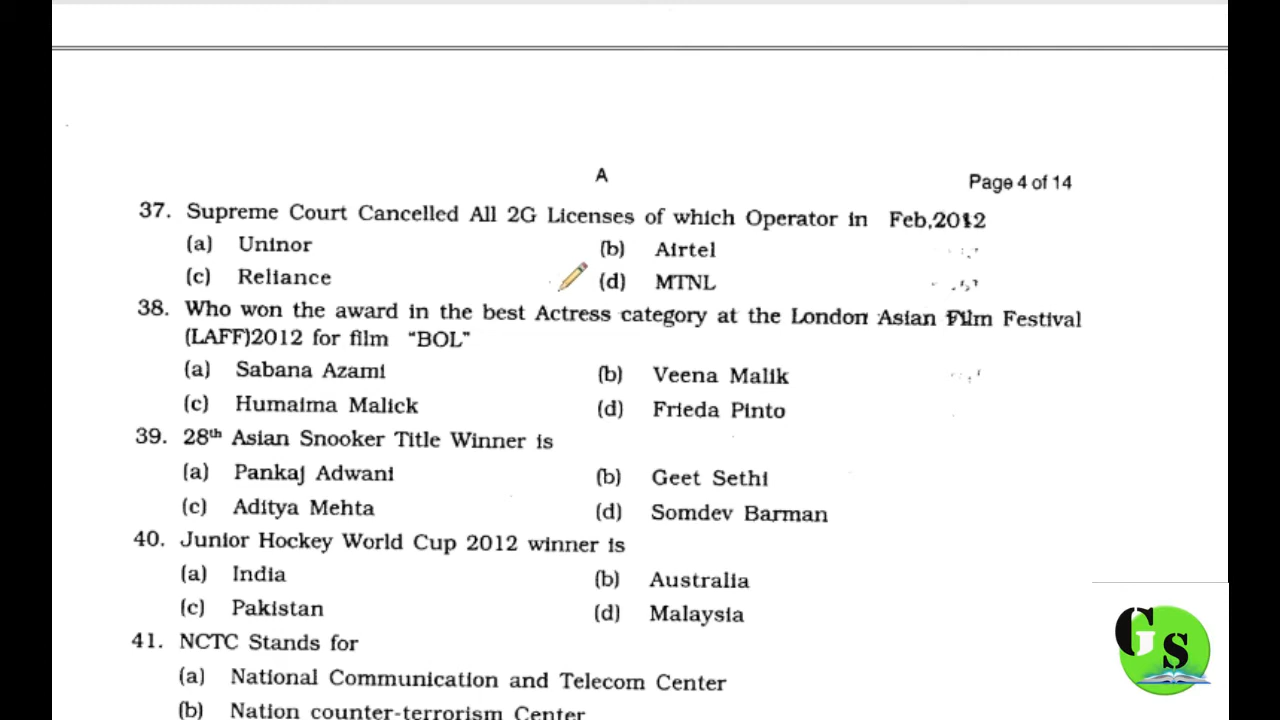 A
Page 4 of 14
37. Supreme Court Cancelled All 2G Licenses of which Operator in Feb,2012
(a) Uninor (b) Airtel
(c) Reliance (d) MTNL
38. Who won the award in the best Actress category at the London Asian Film Festival
(LAFF)2012 for film "BOL"
(a) Sabana Azami (b) Veena Malik
(c) Humaima Malick (d) Frieda Pinto
39. 28th Asian Snooker Title Winner is
(a) Pankaj Adwani (b) Geet Sethi
(c) Aditya Mehta (d) Somdev Barman
40. Junior Hockey World Cup 2012 winner is
(a) India (b) Australia
(c) Pakistan (d) Malaysia
41. NCTC Stands for
(a) National Communication and Telecom Center
(b) Nation counter-terrorism Center
GS